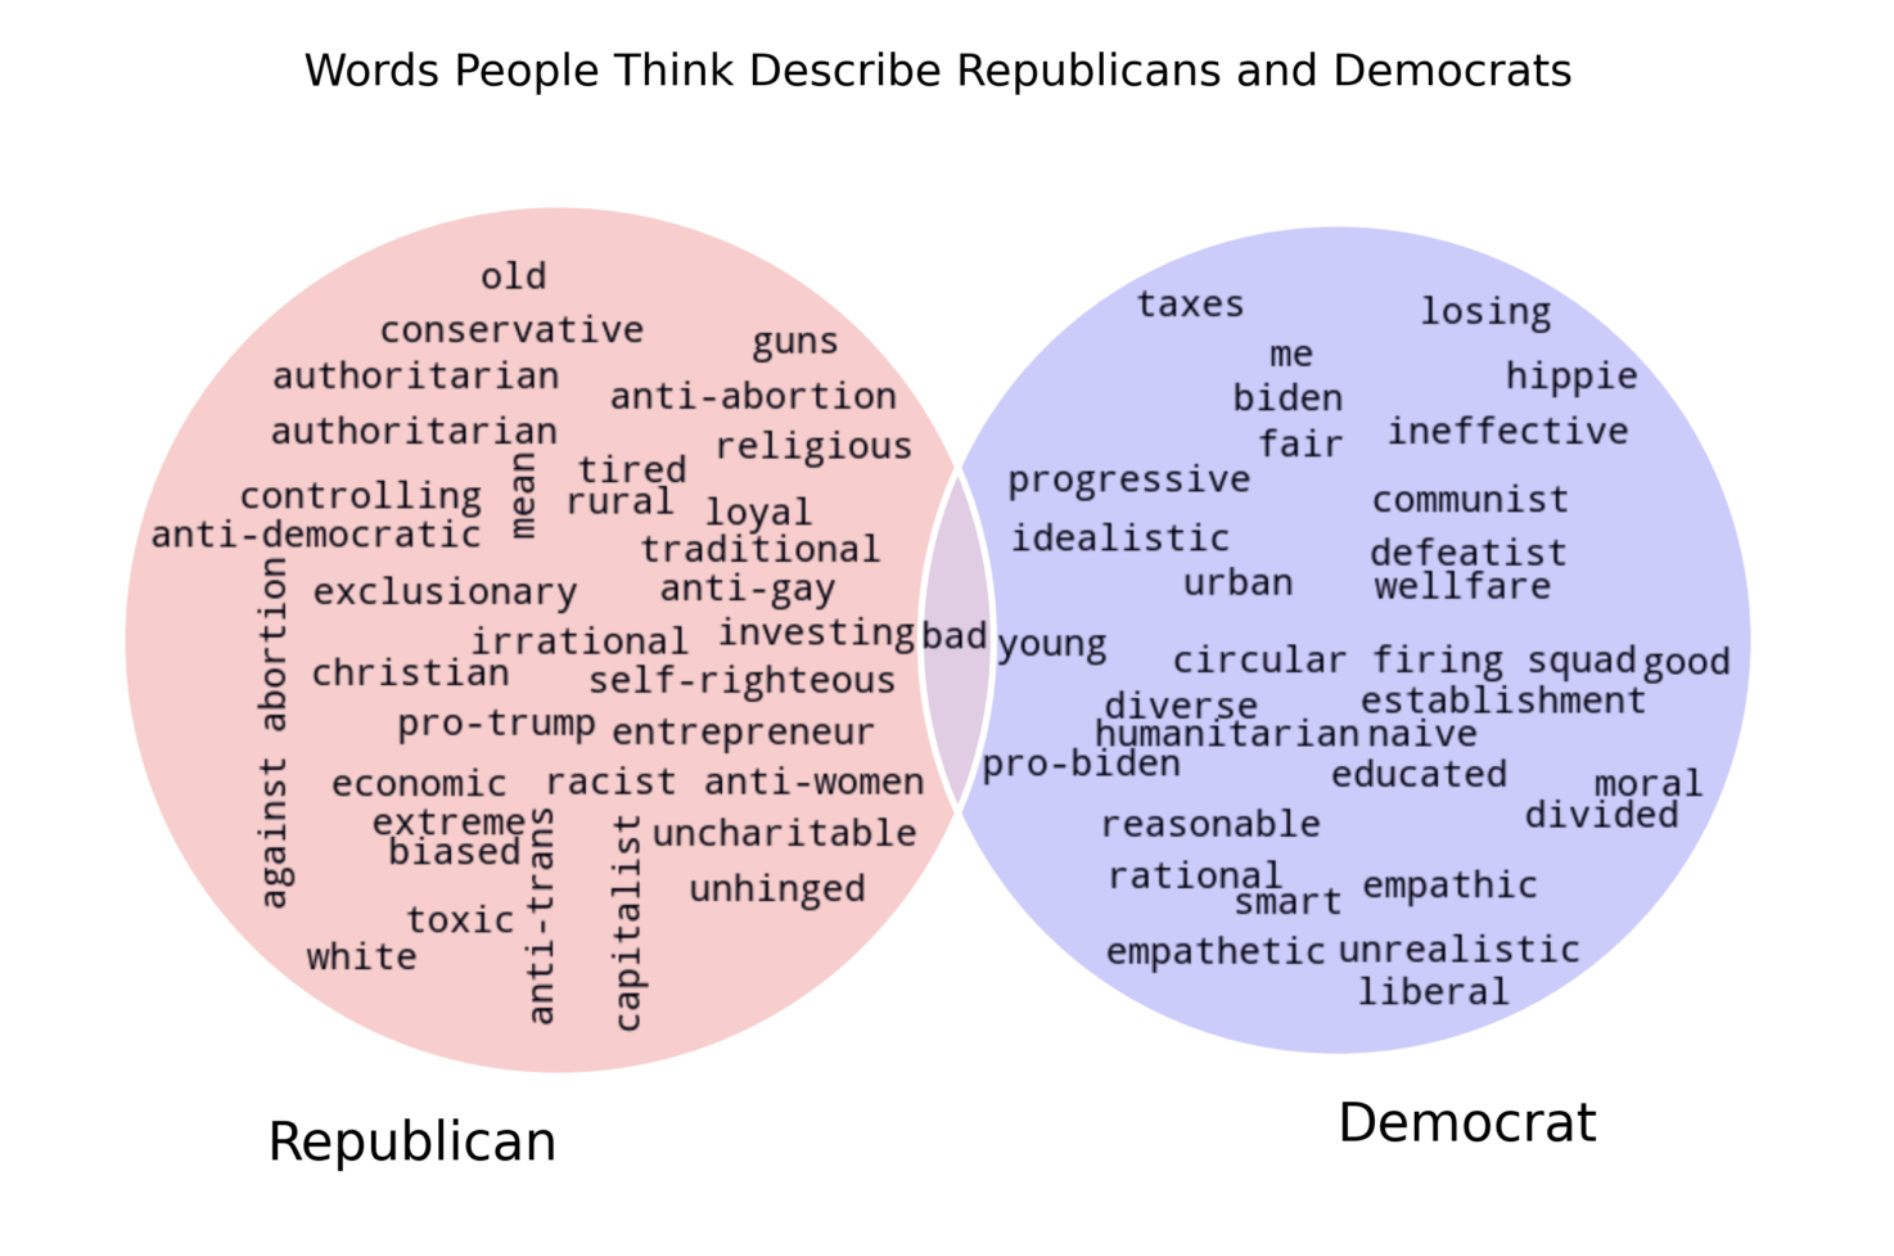 Words People Think Describe Republicans and Democrats
old
conservative
guns
authoritarian
anti-abortion
authoritarian
religious
mean
tired
controlling
rural
loyal
anti-democratic
traditional
against abortion
exclusionary
anti-gay
irrational
investing
christian
self-righteous
pro-trump
entrepreneur
economic
racist
anti-women
extreme
biased
anti-trans
capitalist
uncharitable
unhinged
toxic
white
bad
taxes
losing
me
hippie
biden
fair
ineffective
progressive
communist
idealistic
defeatist
urban
wellfare
young
circular firing squad
good
diverse
establishment
humanitarian
naive
pro-biden
educated
moral
divided
reasonable
rational
smart
empathic
empathetic
unrealistic
liberal
Republican
Democrat